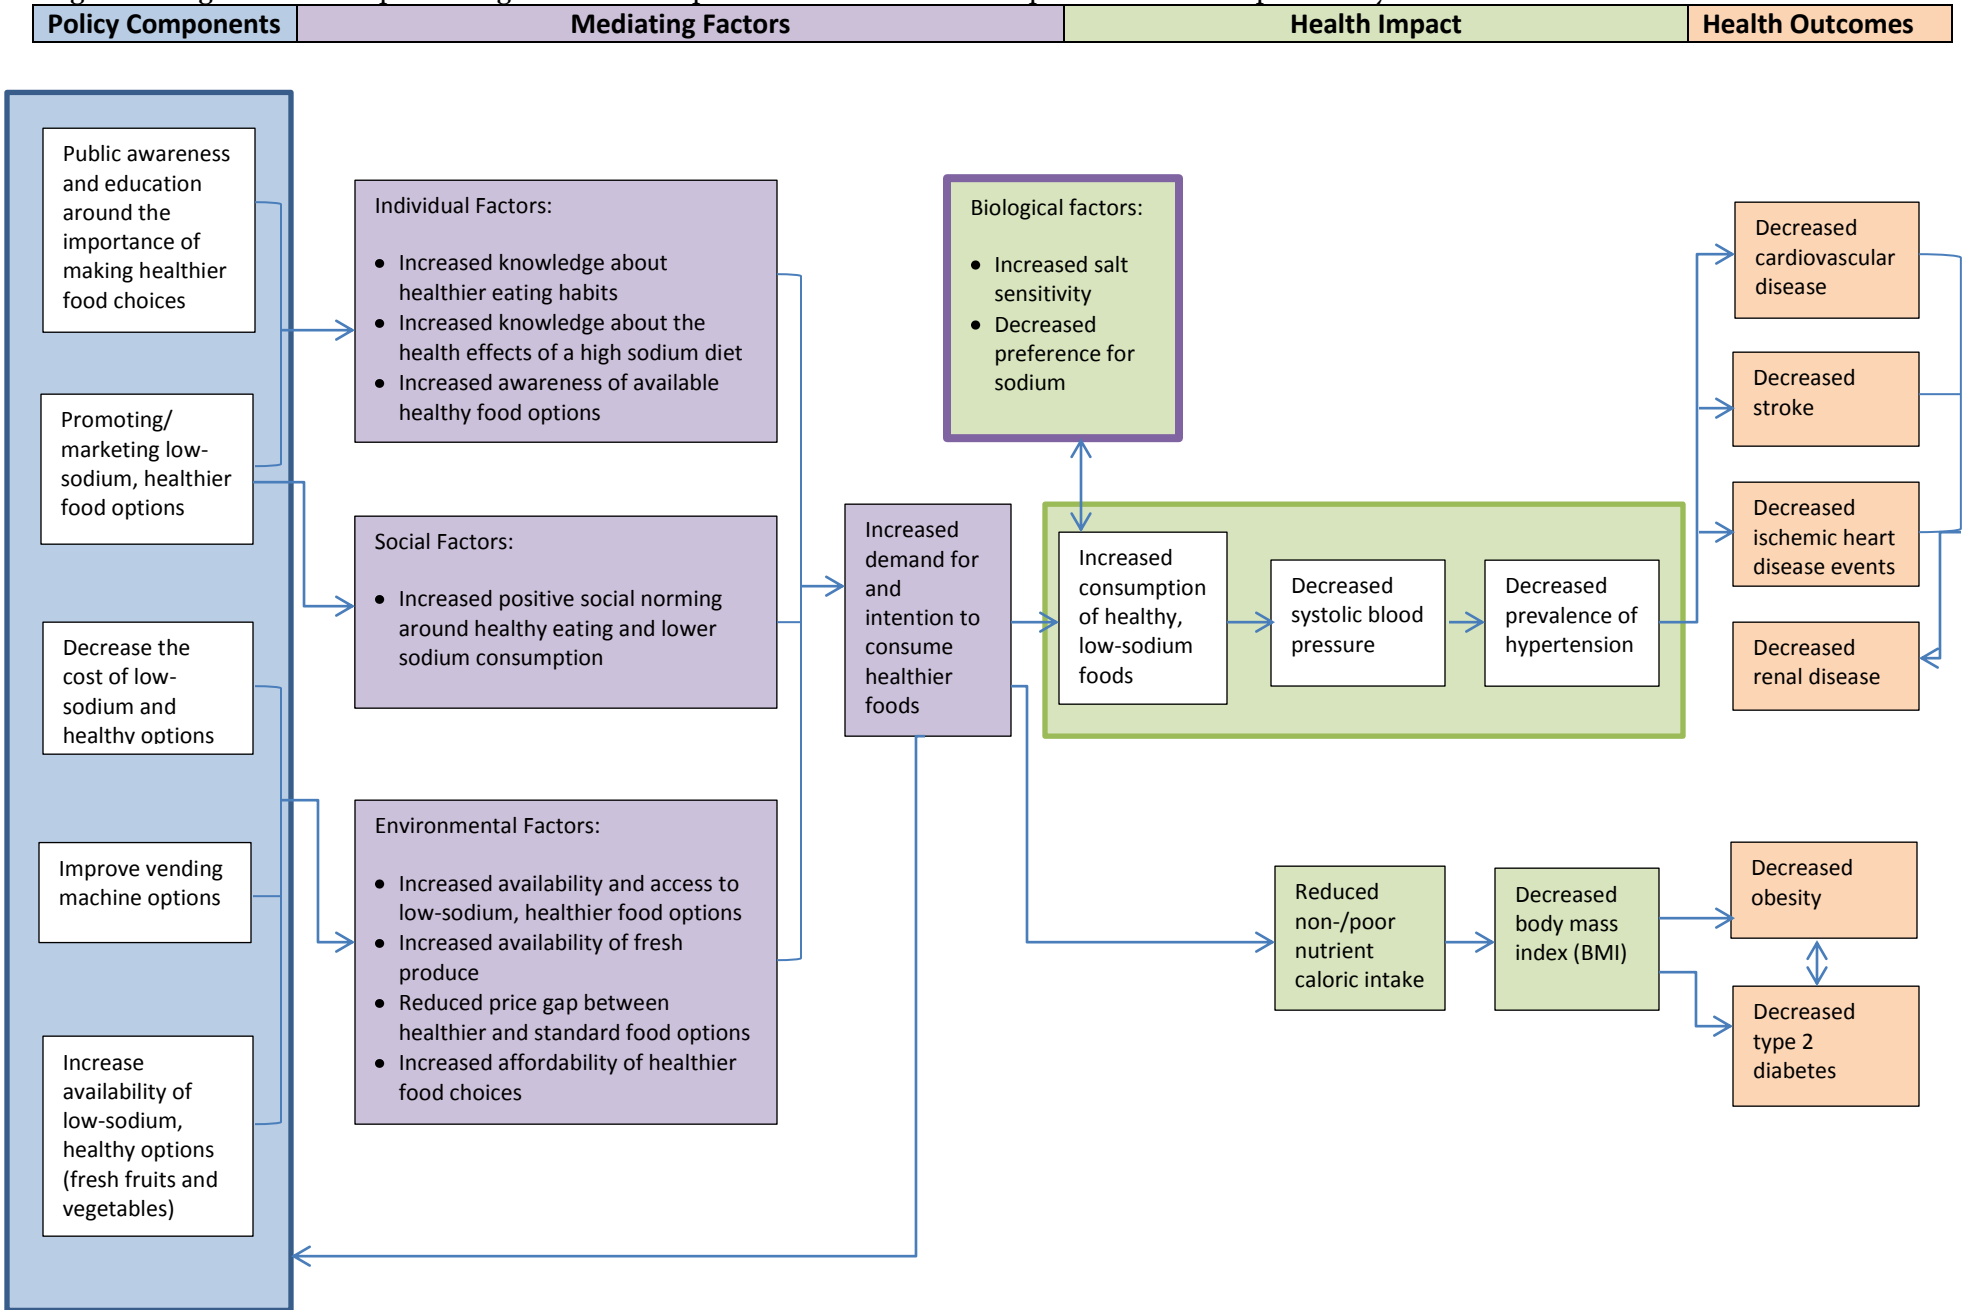 Policy Components
Mediating Factors
Health Impact
Health Outcomes
Public awareness
and education
around the
importance of
making healthier
food choices
Promoting/
marketing low-
sodium, healthier
food options
Decrease the
cost of low-
sodium and
healthy options
Improve vending
machine options
Increase
availability of
low-sodium,
healthy options
(fresh fruits and
vegetables)
Individual Factors:
• Increased knowledge about
healthier eating habits
• Increased knowledge about the
health effects of a high sodium diet
• Increased awareness of available
healthy food options
Social Factors:
• Increased positive social norming
around healthy eating and lower
sodium consumption
Environmental Factors:
• Increased availability and access to
low-sodium, healthier food options
• Increased availability of fresh
produce
• Reduced price gap between
healthier and standard food options
• Increased affordability of healthier
food choices
Increased
demand for
and
intention to
consume
healthier
foods
Biological factors:
• Increased salt
sensitivity
• Decreased
preference for
sodium
Increased
consumption
of healthy,
low-sodium
foods
Decreased
systolic blood
pressure
Decreased
prevalence of
hypertension
Reduced
non-/poor
nutrient
caloric intake
Decreased
body mass
index (BMI)
Decreased
cardiovascular
disease
Decreased
stroke
Decreased
ischemic heart
disease events
Decreased
renal disease
Decreased
obesity
Decreased
type 2
diabetes